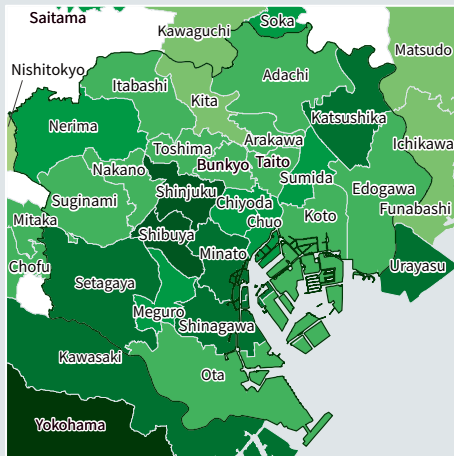 Saitama
Soka
Kawaguchi
Matsudo
Nishitokyo
Adachi
Itabashi
Kita
Katsushika
Nerima
Arakawa
Ichikawa
Toshima
Bunkyo
Taito
Nakano
Sumida
Shinjuku
Edogawa
Suginami
Chiyoda
Funabashi
Koto
Mitaka
Chuo
Shibuya
Minato
Chofu
Urayasu
Setagaya
Meguro
Shinagawa
Kawasaki
Ota
Yokohama